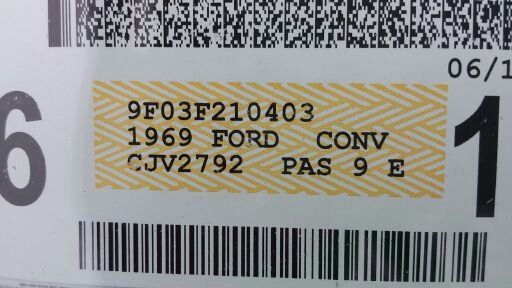 06/1
9F03F210403
1969 FORD CONV
CJV2792 PAS 9 E
6
1